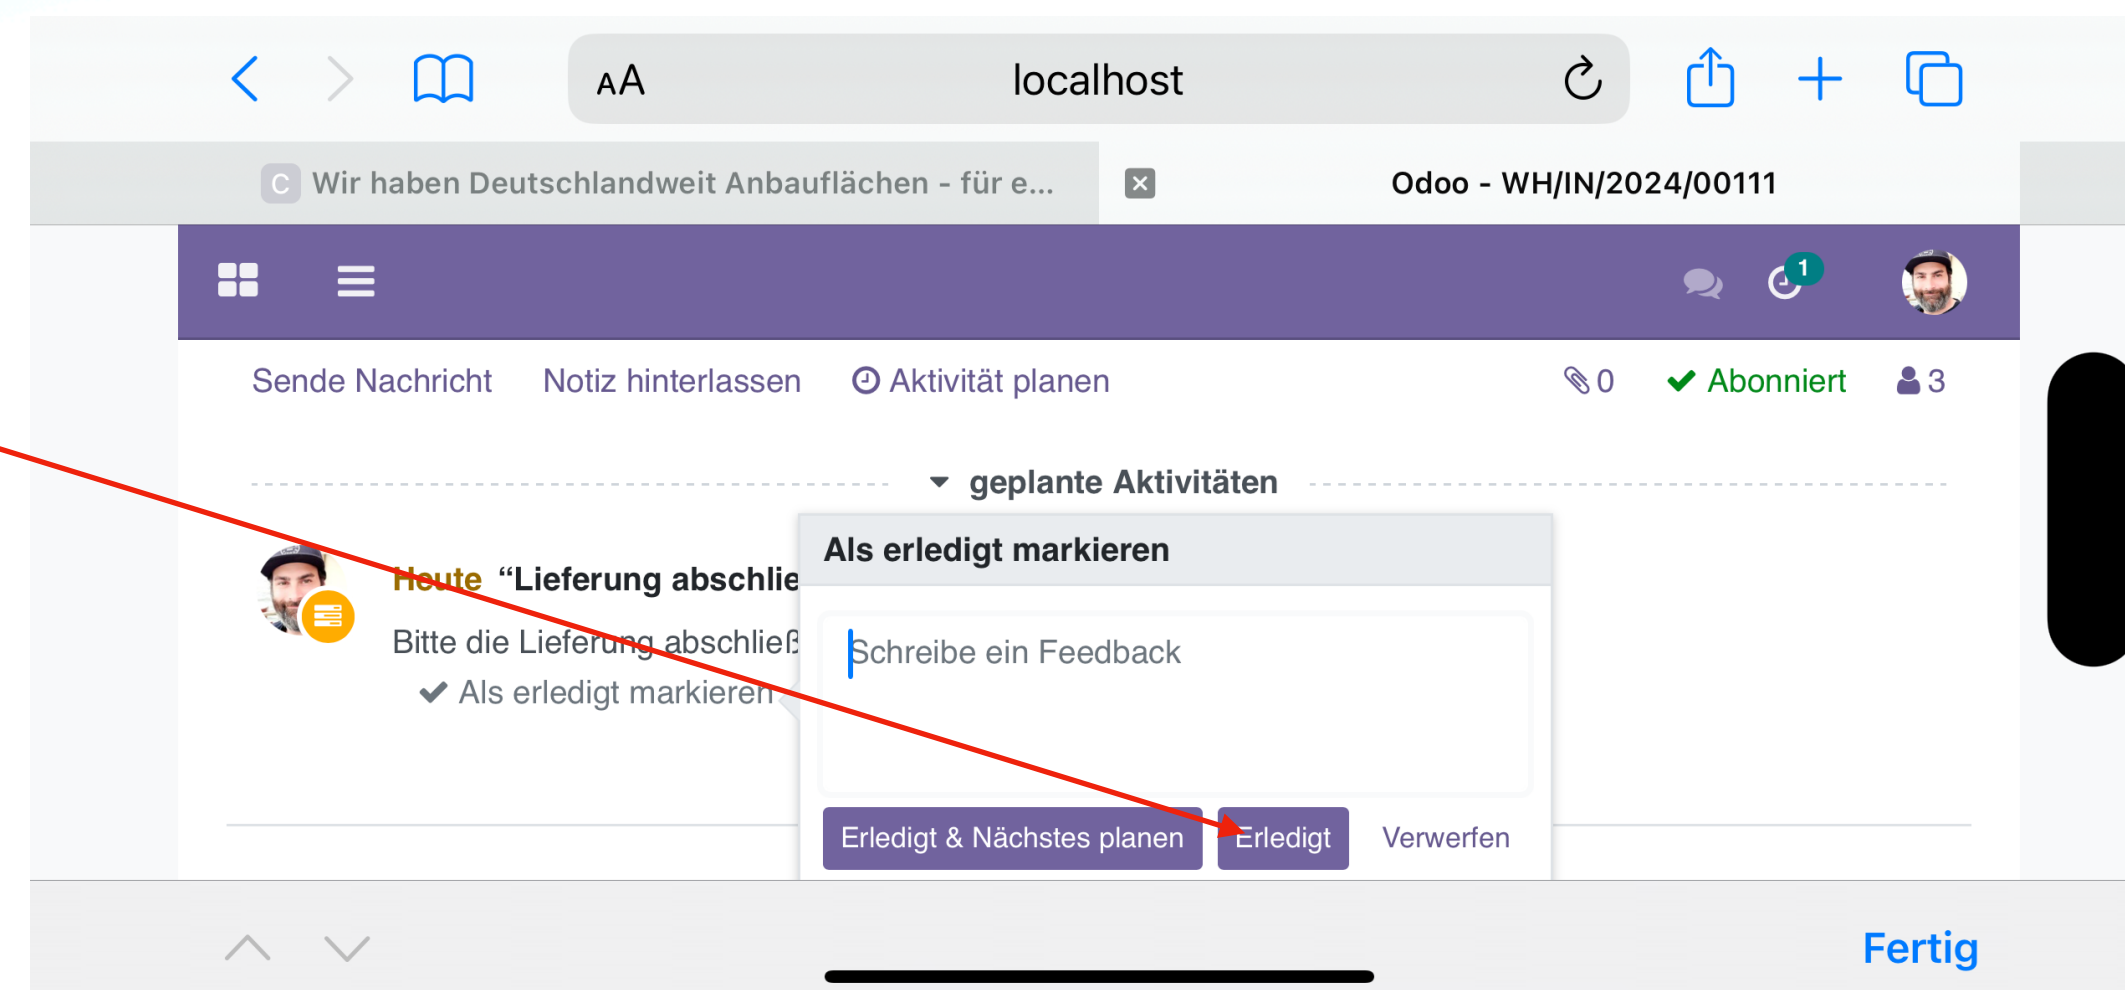 AA localhost
C Wir haben Deutschlandweit Anbauflächen - für e... Odoo - WH/IN/2024/00111
1
Sende Nachricht Notiz hinterlassen Aktivität planen 0 Abonniert 3
geplante Aktivitäten
Als erledigt markieren
Heute “Lieferung abschlie
Bitte die Lieferung abschließ
Schreibe ein Feedback
Als erledigt markieren
Erledigt & Nächstes planen Erledigt Verwerfen
Fertig